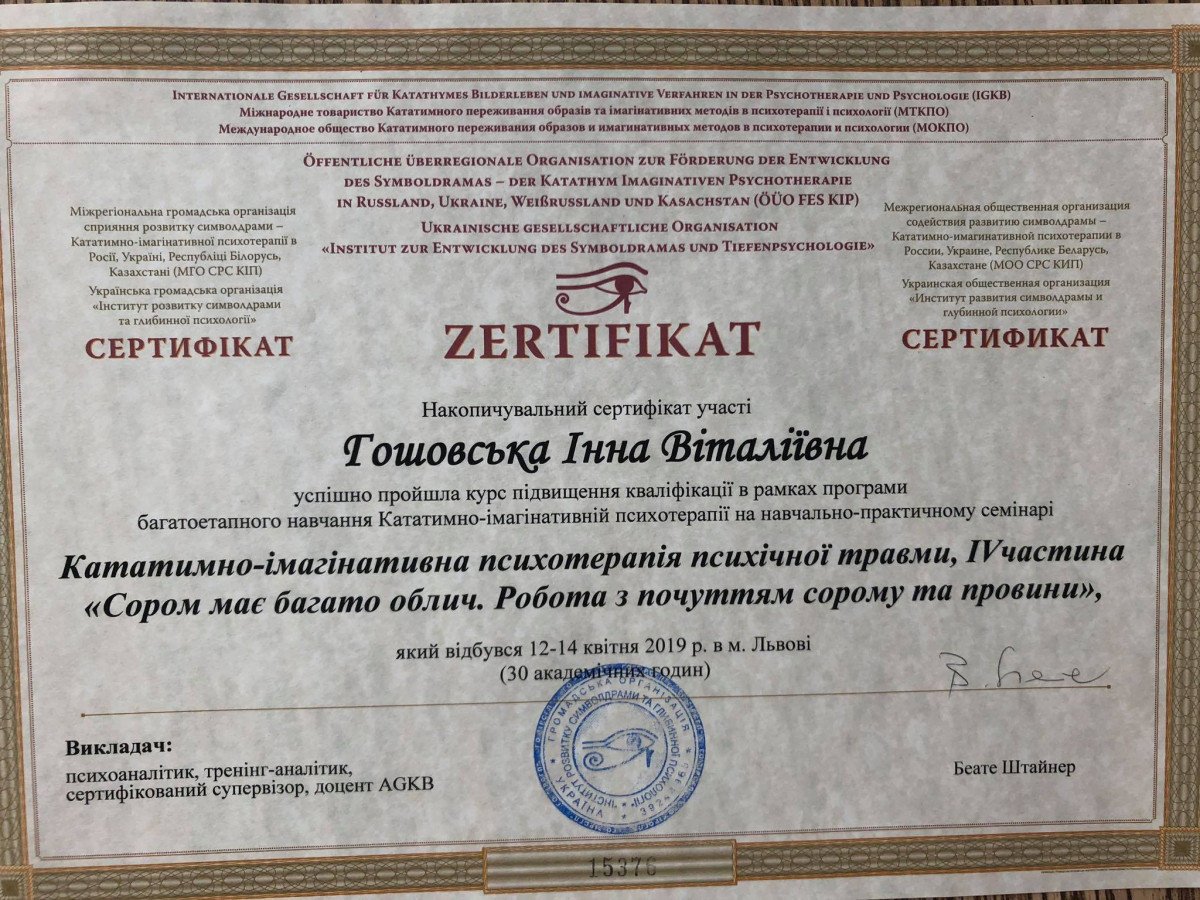 Internationale Gesellschaft für Katathymes Bilderleben und imaginative Verfahren in der Psychotherapie und Psychologie (IGKB)
Міжнародне товариство Кататимного переживання образів та імагінативних методів в психотерапії і психології (МТКПО)
Международное общество Кататимного переживания образов и имагинативных методов в психотерапии и психологии (МОКПО)
Öffentliche überregionale Organisation zur Förderung der Entwicklung
des Symboldramas – der Katathym Imaginativen Psychotherapie
in Russland, Ukraine, Weißrussland und Kasachstan (ÖÜO FES KIP)
Ukrainische gesellschaftliche Organisation
«Institut zur Entwicklung des Symboldramas und Tiefenpsychologie»
Міжрегіональна громадська організація
сприяння розвитку символдрами –
Кататимно-імагінативної психотерапії в
Росії, Україні, Республіці Білорусь,
Казахстані (МГО СРС КІП)
Українська громадська організація
«Інститут розвитку символдрами
та глибинної психології»
СЕРТИФІКАТ
ZERTIFIKAT
Межрегиональная общественная организация
содействия развитию символдрамы –
Кататимно-имагинативной психотерапии в
России, Украине, Республике Беларусь,
Казахстане (МОО СРС КИП)
Украинская общественная организация
«Институт развития символдрамы и
глубинной психологии»
СЕРТИФИКАТ
Накопичувальний сертифікат участі
Гошовська Інна Віталіївна
успішно пройшла курс підвищення кваліфікації в рамках програми
багатоетапного навчання Кататимно-імагінативній психотерапії на навчально-практичному семінарі
Кататимно-імагінативна психотерапія психічної травми, IVчастина
«Сором має багато облич. Робота з почуттям сорому та провини»,
який відбувся 12-14 квітня 2019 р. в м. Львові
(30 академічних годин)
Викладач:
психоаналітик, тренінг-аналітик,
сертифікований супервізор, доцент AGKB
Беате Штайнер
ГРОМАДСЬКА ОРГАНІЗАЦІЯ
ІНСТИТУТ РОЗВИТКУ СИМВОЛДРАМИ ТА ГЛИБИННОЇ ПСИХОЛОГІЇ
УКРАЇНА
15376